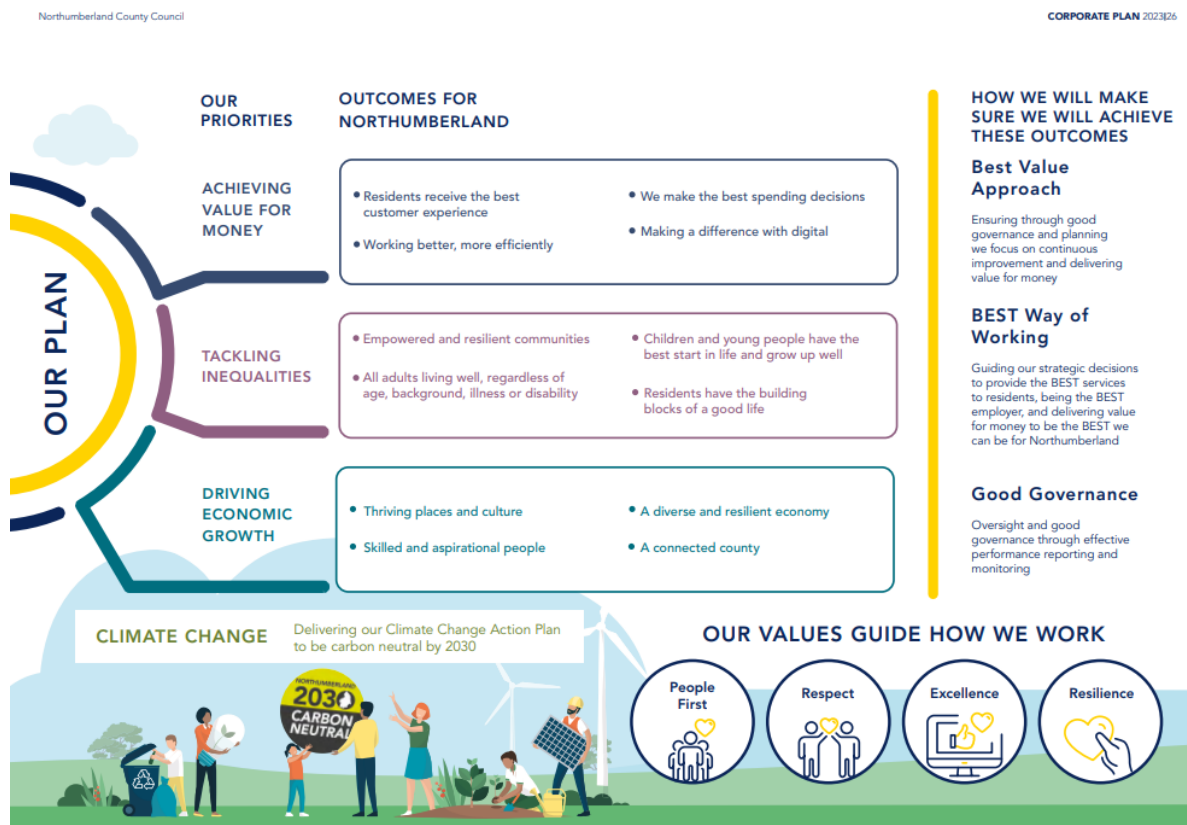 Northumberland County Council
CORPORATE PLAN 2023|26
OUR PLAN
OUR
PRIORITIES
OUTCOMES FOR
NORTHUMBERLAND
ACHIEVING
VALUE FOR
MONEY
• Residents receive the best
customer experience
• Working better, more efficiently
• We make the best spending decisions
• Making a difference with digital
TACKLING
INEQUALITIES
• Empowered and resilient communities
• All adults living well, regardless of
age, background, illness or disability
• Children and young people have the
best start in life and grow up well
• Residents have the building
blocks of a good life
DRIVING
ECONOMIC
GROWTH
• Thriving places and culture
• Skilled and aspirational people
• A diverse and resilient economy
• A connected county
HOW WE WILL MAKE
SURE WE WILL ACHIEVE
THESE OUTCOMES
Best Value
Approach
Ensuring through good
governance and planning
we focus on continuous
improvement and delivering
value for money
BEST Way of
Working
Guiding our strategic decisions
to provide the BEST services
to residents, being the BEST
employer, and delivering value
for money to be the BEST we
can be for Northumberland
Good Governance
Oversight and good
governance through effective
performance reporting and
monitoring
CLIMATE CHANGE
Delivering our Climate Change Action Plan
to be carbon neutral by 2030
NORTHUMBERLAND
2030
CARBON
NEUTRAL
OUR VALUES GUIDE HOW WE WORK
People
First
Respect
Excellence
Resilience